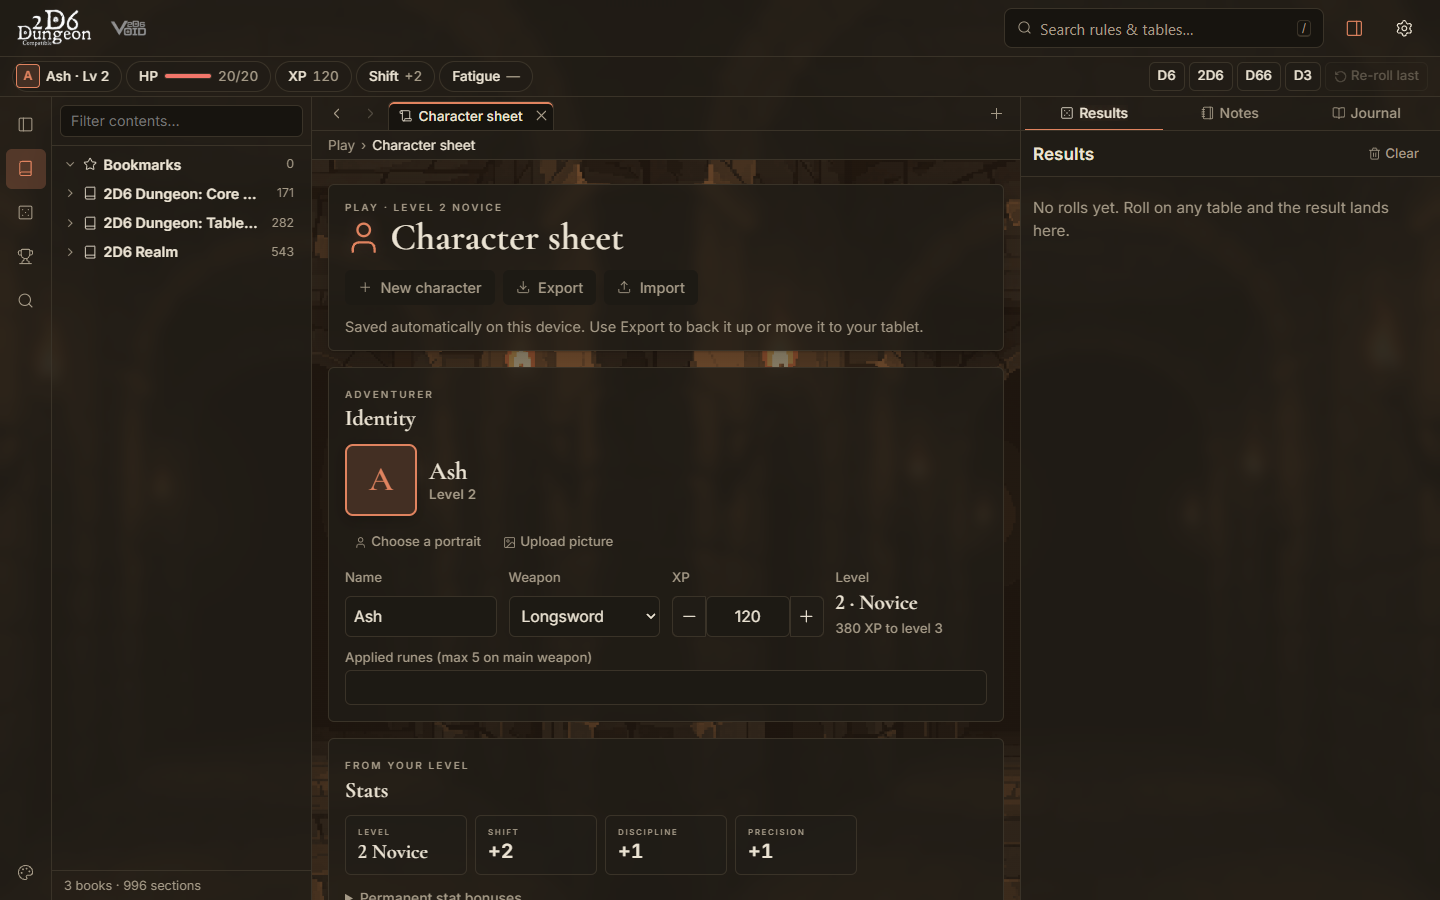 2D6
Dungeon
Compatible
V2D6
VOID
Search rules & tables...
/
A
Ash · Lv 2
HP 20/20
XP 120
Shift +2
Fatigue —
D6
2D6
D66
D3
Re-roll last
Filter contents...
Bookmarks 0
2D6 Dungeon: Core ... 171
2D6 Dungeon: Table... 282
2D6 Realm 543
3 books · 996 sections
Character sheet
Play › Character sheet
PLAY · LEVEL 2 NOVICE
Character sheet
New character
Export
Import
Saved automatically on this device. Use Export to back it up or move it to your tablet.
ADVENTURER
Identity
A
Ash
Level 2
Choose a portrait
Upload picture
Name
Weapon
XP
Level
Ash
Longsword
− 120 +
2 · Novice
380 XP to level 3
Applied runes (max 5 on main weapon)
FROM YOUR LEVEL
Stats
LEVEL
2 Novice
SHIFT
+2
DISCIPLINE
+1
PRECISION
+1
Permanent stat bonuses
Results
Notes
Journal
Results
Clear
No rolls yet. Roll on any table and the result lands
here.